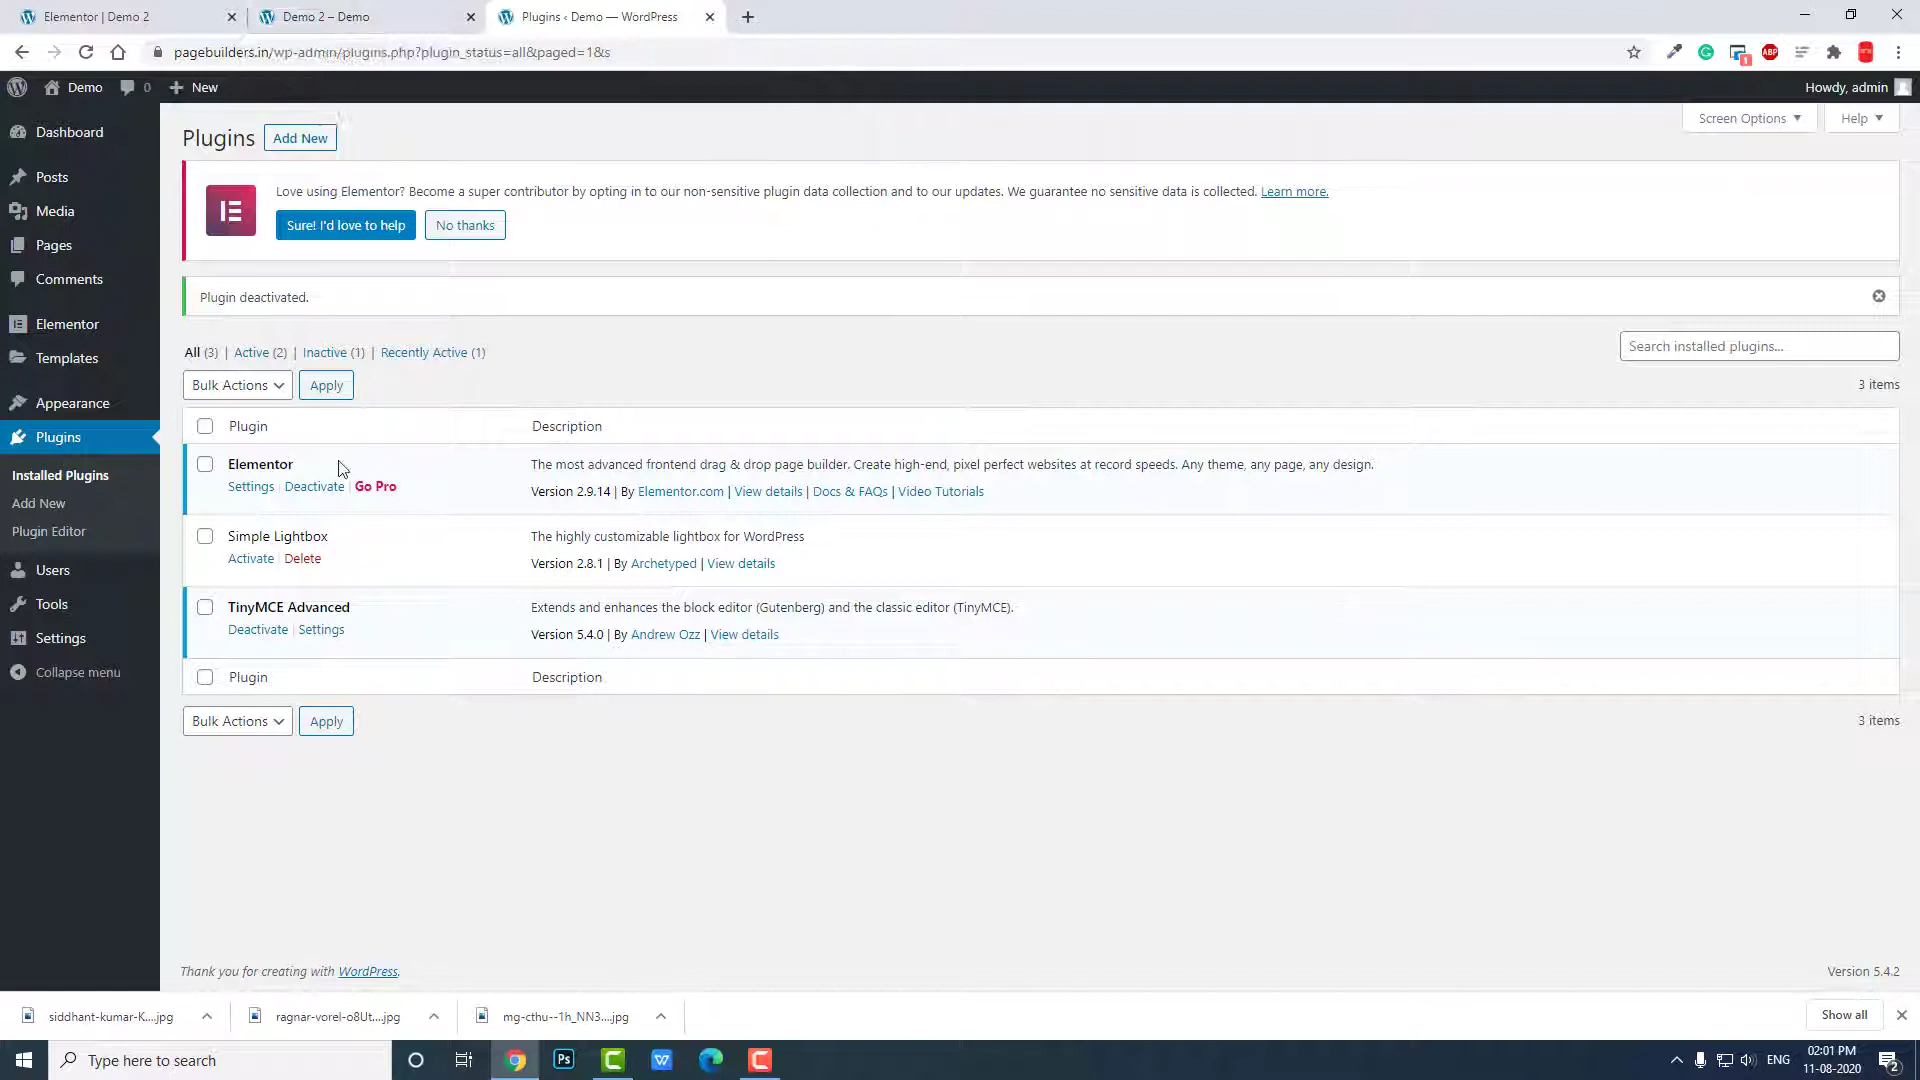 Elementor | Demo 2
Demo 2 – Demo
Plugins ‹ Demo — WordPress
pagebuilders.in/wp-admin/plugins.php?plugin_status=all&paged=1&s
ABP
1
Demo
0
New
Howdy, admin
Dashboard
Posts
Media
Pages
Comments
Elementor
Templates
Appearance
Plugins
Installed Plugins
Add New
Plugin Editor
Users
Tools
Settings
Collapse menu
Screen Options
Help
Plugins
Add New
Love using Elementor? Become a super contributor by opting in to our non-sensitive plugin data collection and to our updates. We guarantee no sensitive data is collected. Learn more.
Sure! I'd love to help
No thanks
Plugin deactivated.
All (3) | Active (2) | Inactive (1) | Recently Active (1)
Search installed plugins...
Bulk Actions
Apply
3 items
Plugin
Description
Elementor
Settings | Deactivate | Go Pro
The most advanced frontend drag & drop page builder. Create high-end, pixel perfect websites at record speeds. Any theme, any page, any design.
Version 2.9.14 | By Elementor.com | View details | Docs & FAQs | Video Tutorials
Simple Lightbox
Activate | Delete
The highly customizable lightbox for WordPress
Version 2.8.1 | By Archetyped | View details
TinyMCE Advanced
Deactivate | Settings
Extends and enhances the block editor (Gutenberg) and the classic editor (TinyMCE).
Version 5.4.0 | By Andrew Ozz | View details
Plugin
Description
Bulk Actions
Apply
3 items
Thank you for creating with WordPress.
Version 5.4.2
siddhant-kumar-K....jpg
ragnar-vorel-o8Ut....jpg
mg-cthu--1h_NN3....jpg
Show all
Type here to search
Ps
ENG
02:01 PM
11-08-2020
2